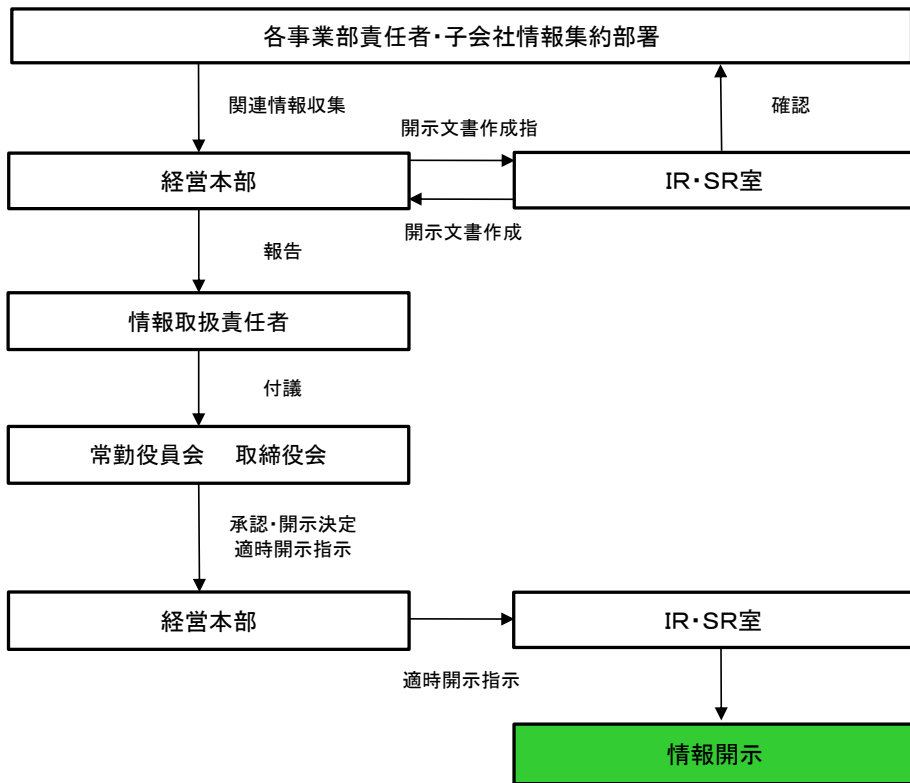 各事業部責任者・子会社情報集約部署
関連情報収集
確認
開示文書作成指
経営本部
IR・SR室
開示文書作成
報告
情報取扱責任者
付議
常勤役員会 取締役会
承認・開示決定
適時開示指示
経営本部
IR・SR室
適時開示指示
情報開示